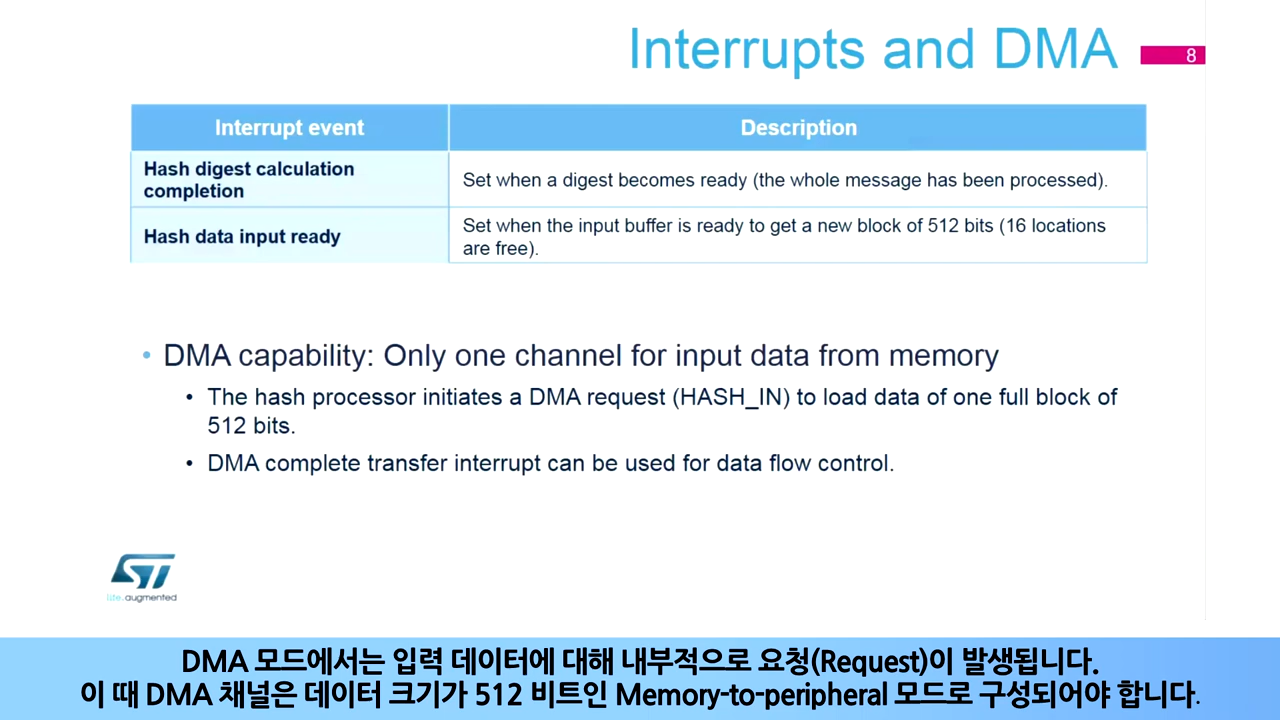 Interrupts and DMA
8
Interrupt event
Description
Hash digest calculation
completion
Set when a digest becomes ready (the whole message has been processed).
Hash data input ready
Set when the input buffer is ready to get a new block of 512 bits (16 locations
are free).
• DMA capability: Only one channel for input data from memory
• The hash processor initiates a DMA request (HASH_IN) to load data of one full block of
512 bits.
• DMA complete transfer interrupt can be used for data flow control.
ST
life.augmented
DMA 모드에서는 입력 데이터에 대해 내부적으로 요청(Request)이 발생됩니다.
이 때 DMA 채널은 데이터 크기가 512 비트인 Memory-to-peripheral 모드로 구성되어야 합니다.